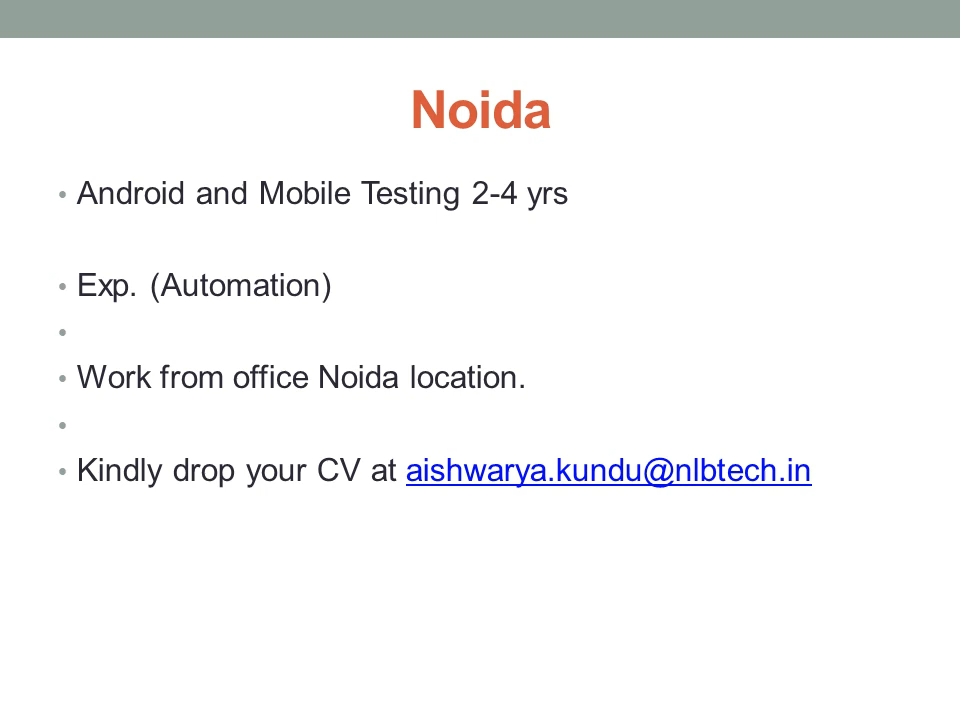 Noida
• Android and Mobile Testing 2-4 yrs
• Exp. (Automation)
•
• Work from office Noida location.
•
• Kindly drop your CV at aishwarya.kundu@nlbtech.in